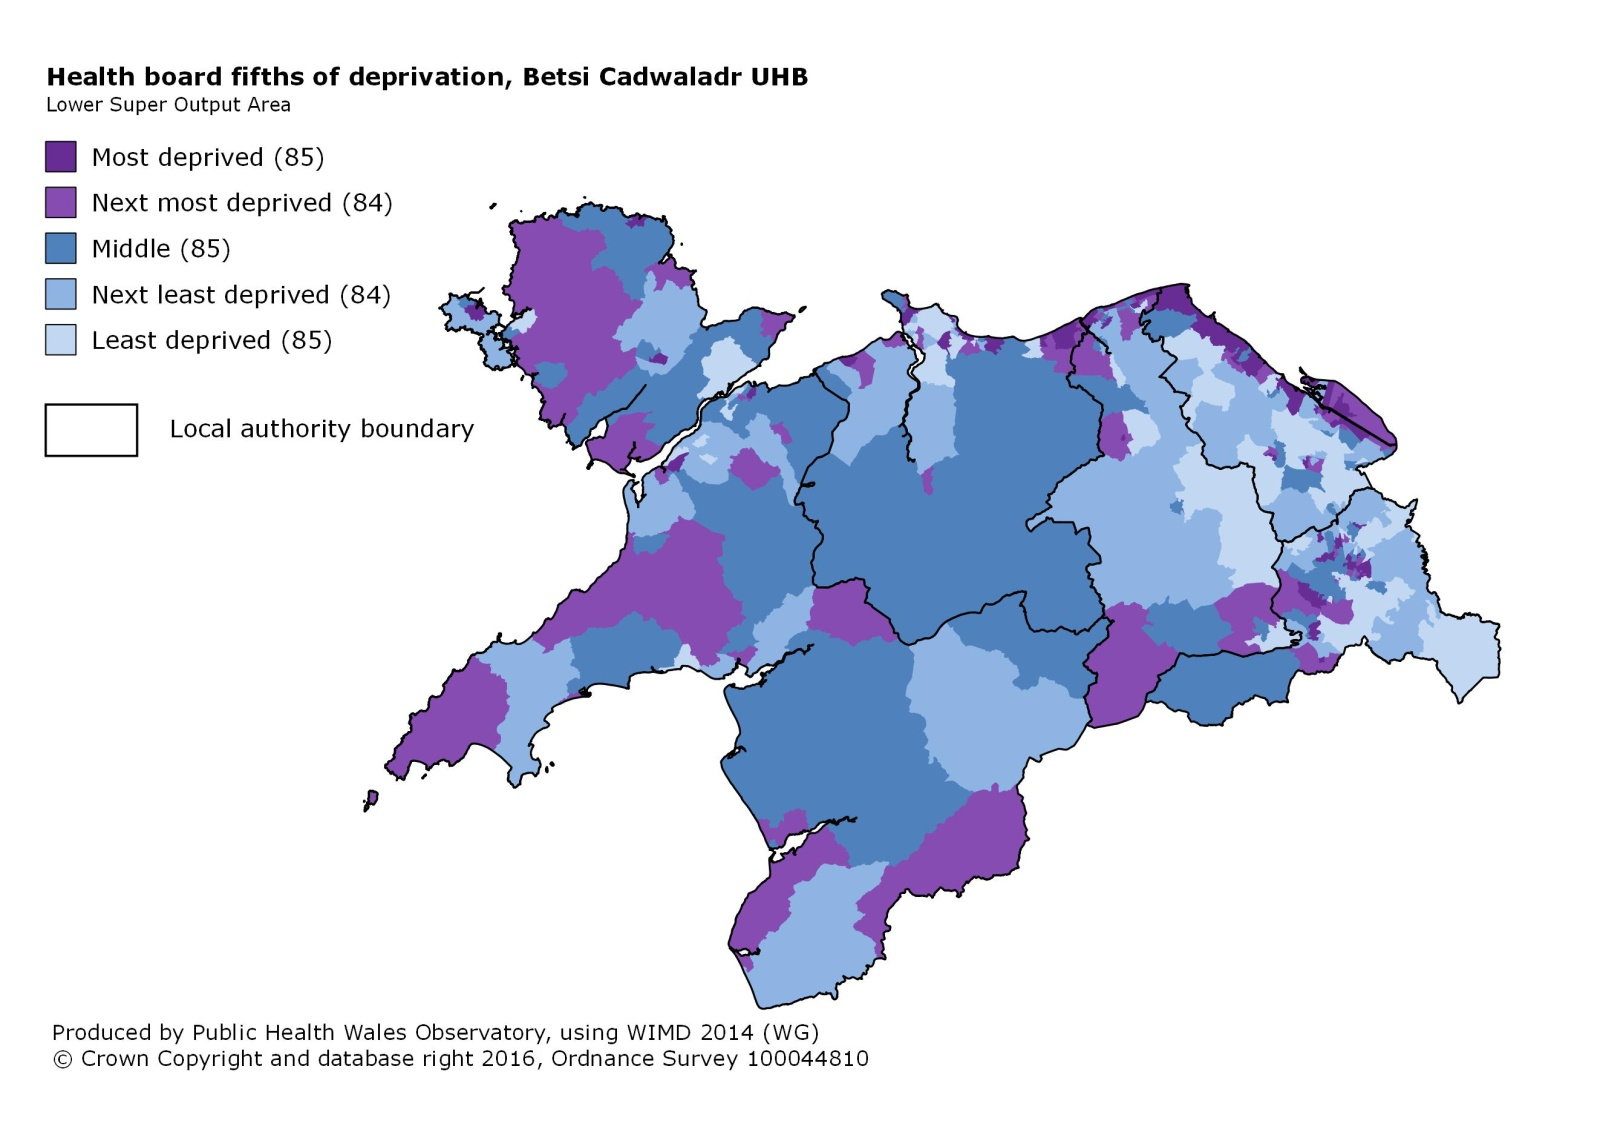 Health board fifths of deprivation, Betsi Cadwaladr UHB
Lower Super Output Area
Most deprived (85)
Next most deprived (84)
Middle (85)
Next least deprived (84)
Least deprived (85)
Local authority boundary
Produced by Public Health Wales Observatory, using WIMD 2014 (WG)
© Crown Copyright and database right 2016, Ordnance Survey 100044810